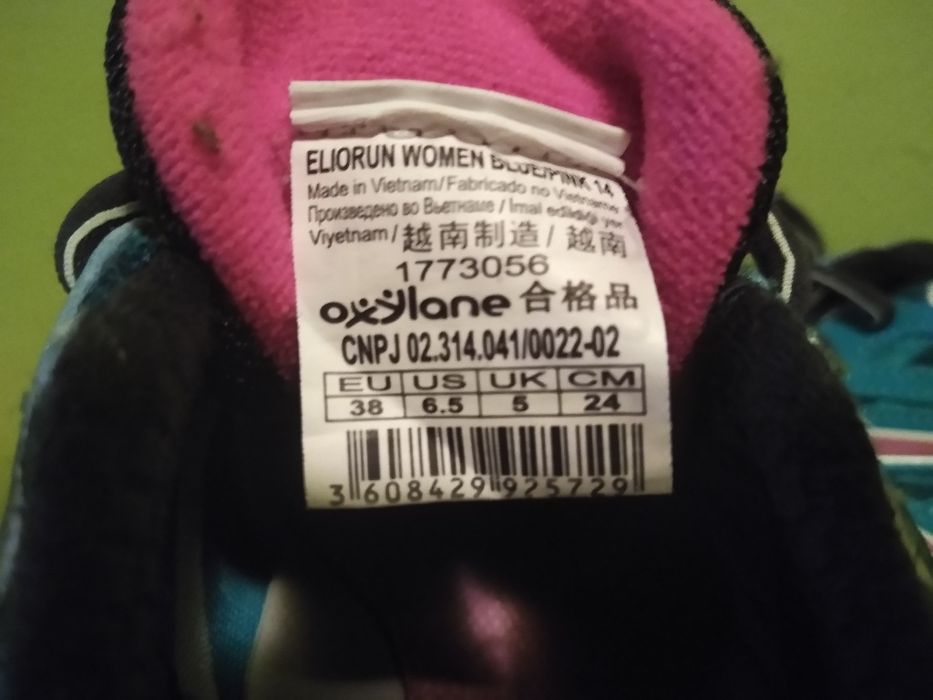 ELIORUN WOMEN BLUE/PINK 14
Made in Vietnam/Fabricado no Vietname
Произведено во Вьетнаме / Imal edildiği yer
Viyetnam / 越南制造 / 越南
1773056
oxylane 合格品
CNPJ 02.314.041/0022-02
EU US UK CM
38 6.5 5 24
3 608429 925729